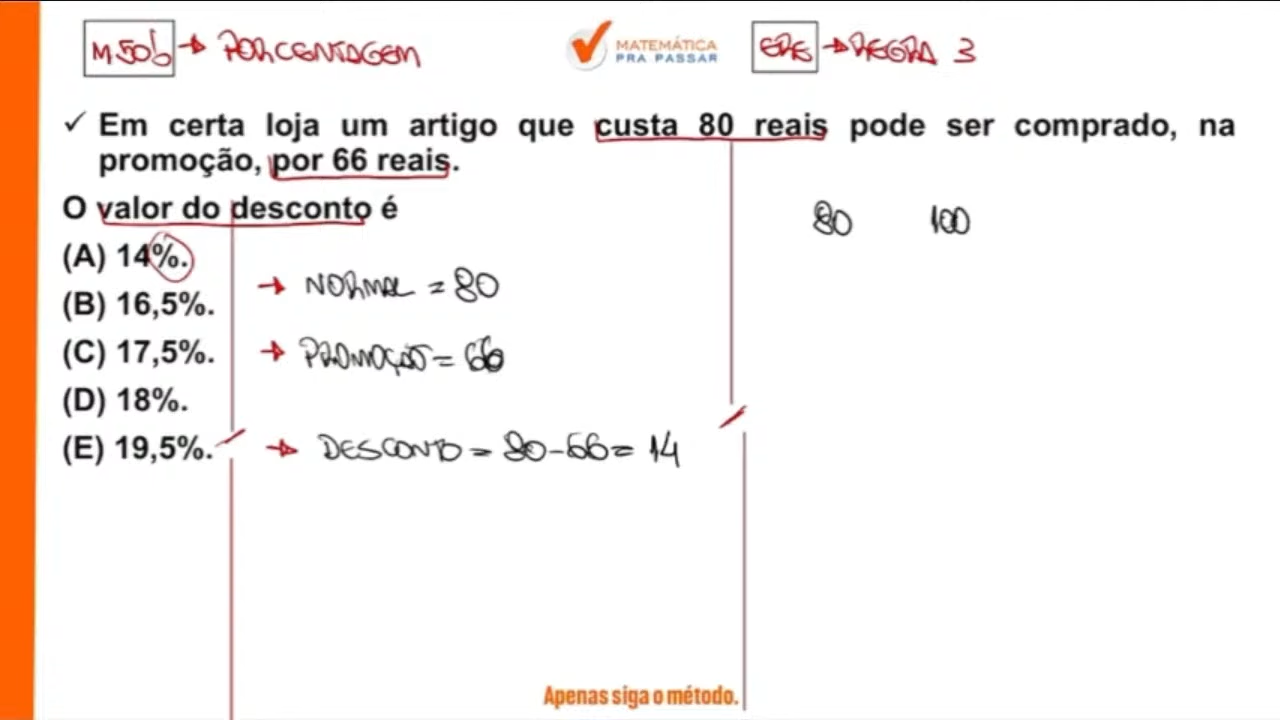 M50% → PORCENTAGEM
MATEMÁTICA
PRA PASSAR
→ REGRA 3
✓ Em certa loja um artigo que custa 80 reais pode ser comprado, na
promoção, por 66 reais.
O valor do desconto é
80 100
(A) 14%.
(B) 16,5%.
(C) 17,5%.
(D) 18%.
(E) 19,5%.
→ NORMAL = 80
→ PROMOÇÃO = 66
→ DESCONTO = 80-66 = 14
Apenas siga o método.